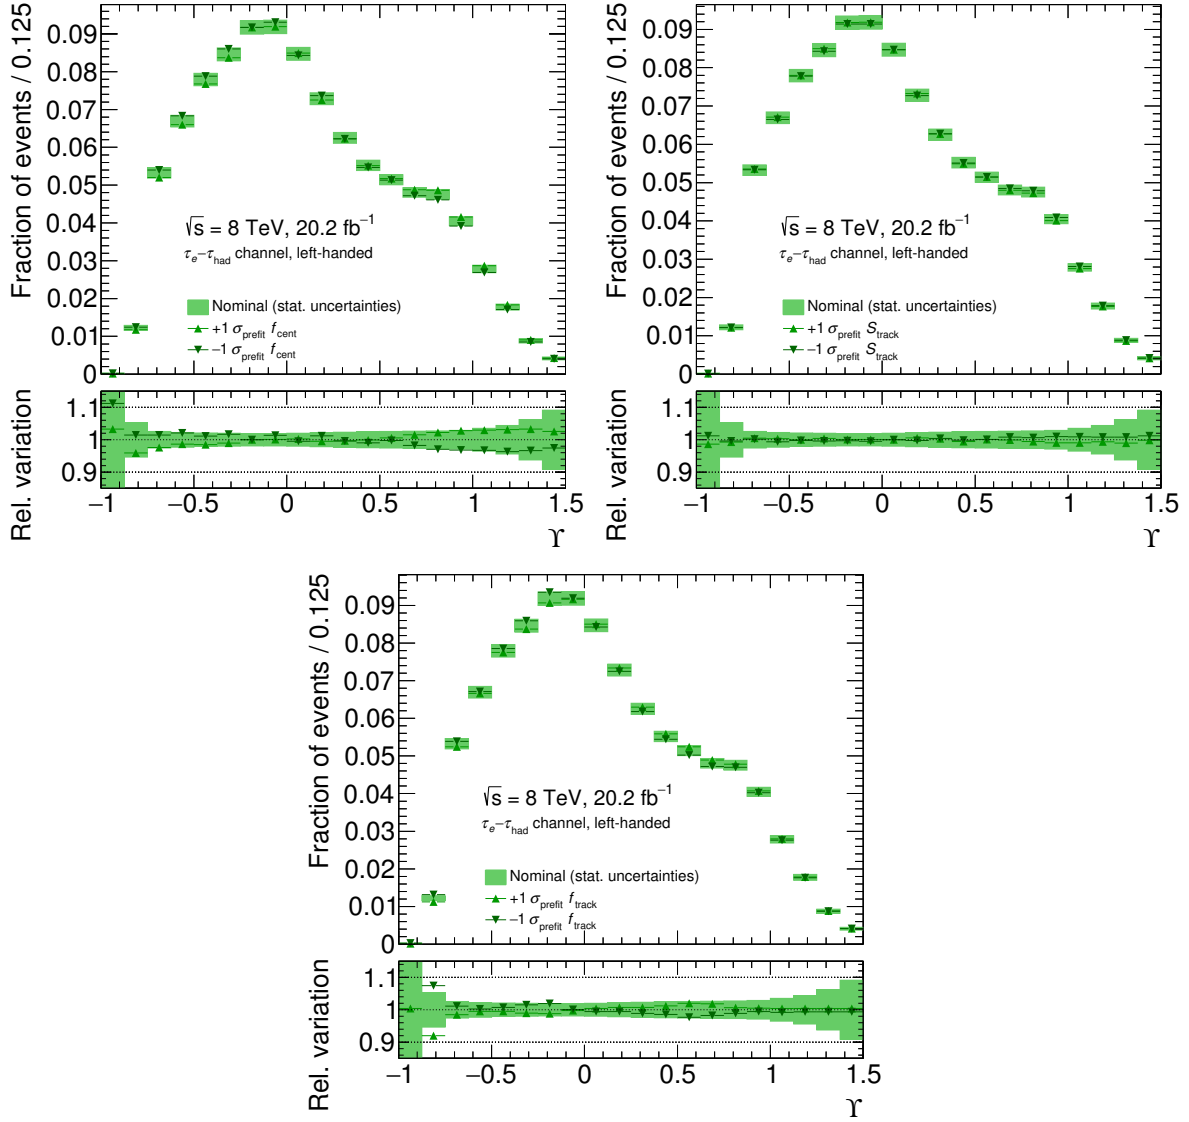 Fraction of events / 0.125
0.09
0.08
0.07
0.06
0.05
0.04
0.03
0.02
0.01
0
√s = 8 TeV, 20.2 fb⁻¹
τe−τhad channel, left-handed
Nominal (stat. uncertainties)
+1 σprefit fcent
−1 σprefit fcent
Rel. variation
1.1
1
0.9
−1 −0.5 0 0.5 1 1.5
ϒ
Fraction of events / 0.125
0.09
0.08
0.07
0.06
0.05
0.04
0.03
0.02
0.01
0
√s = 8 TeV, 20.2 fb⁻¹
τe−τhad channel, left-handed
Nominal (stat. uncertainties)
+1 σprefit Strack
−1 σprefit Strack
Rel. variation
1.1
1
0.9
−1 −0.5 0 0.5 1 1.5
ϒ
Fraction of events / 0.125
0.09
0.08
0.07
0.06
0.05
0.04
0.03
0.02
0.01
0
√s = 8 TeV, 20.2 fb⁻¹
τe−τhad channel, left-handed
Nominal (stat. uncertainties)
+1 σprefit ftrack
−1 σprefit ftrack
Rel. variation
1.1
1
0.9
−1 −0.5 0 0.5 1 1.5
ϒ